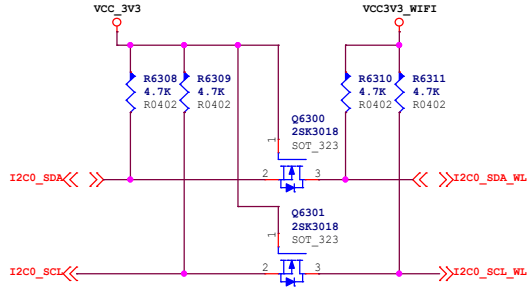 VCC_3V3
VCC3V3_WIFI
R6308
4.7K
R0402
R6309
4.7K
R0402
R6310
4.7K
R0402
R6311
4.7K
R0402
Q6300
2SK3018
SOT_323
1
I2C0_SDA
2
3
I2C0_SDA_WL
Q6301
2SK3018
SOT_323
1
I2C0_SCL
2
3
I2C0_SCL_WL